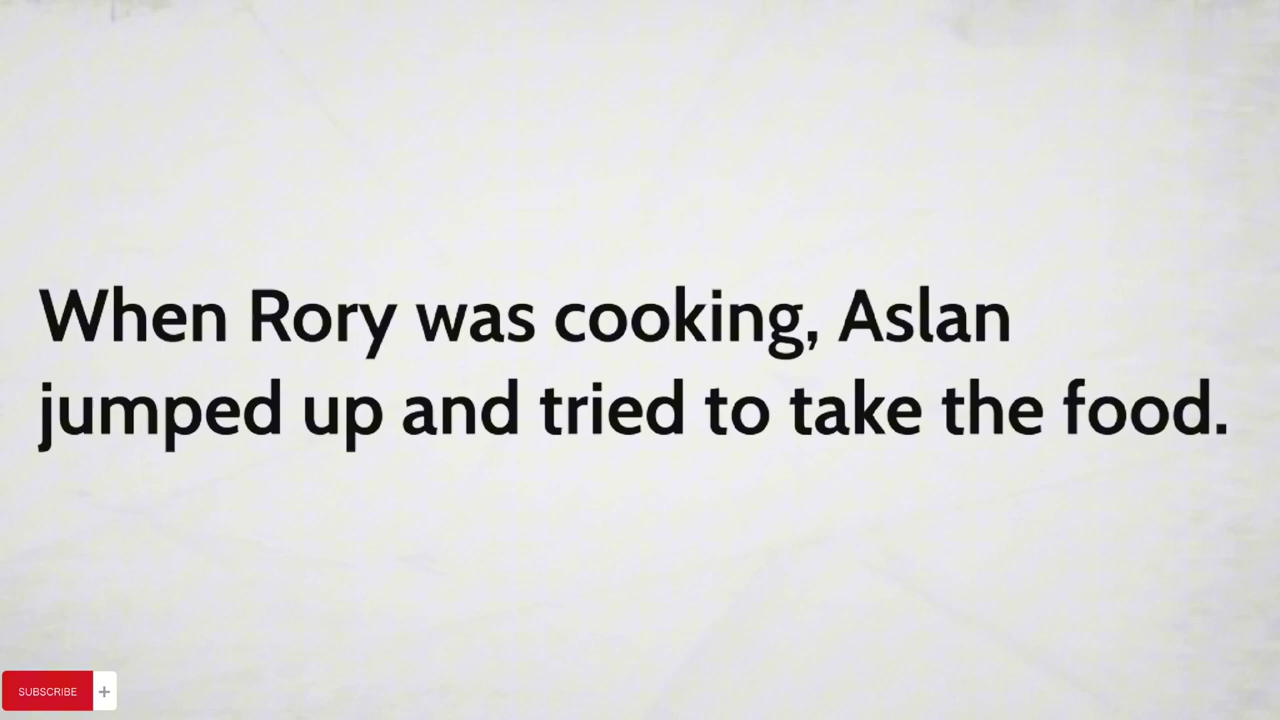 When Rory was cooking, Aslan
jumped up and tried to take the food.
SUBSCRIBE +